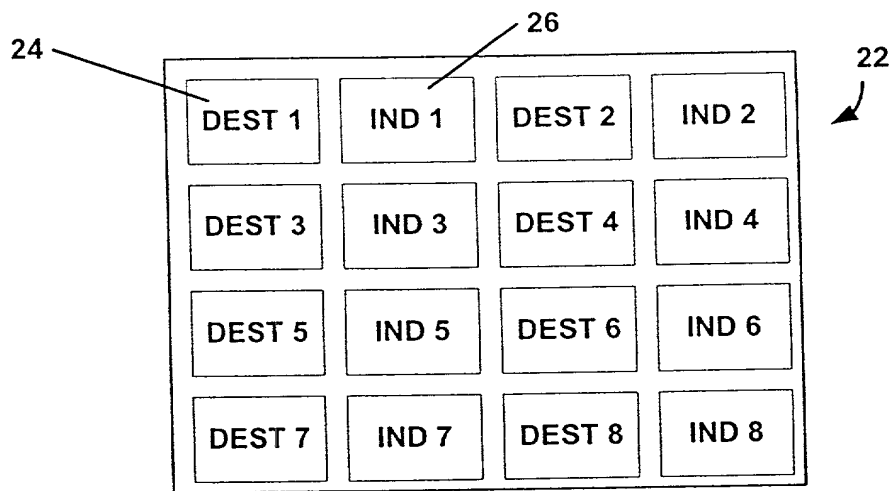 26
24
22
DEST 1 IND 1 DEST 2 IND 2
DEST 3 IND 3 DEST 4 IND 4
DEST 5 IND 5 DEST 6 IND 6
DEST 7 IND 7 DEST 8 IND 8